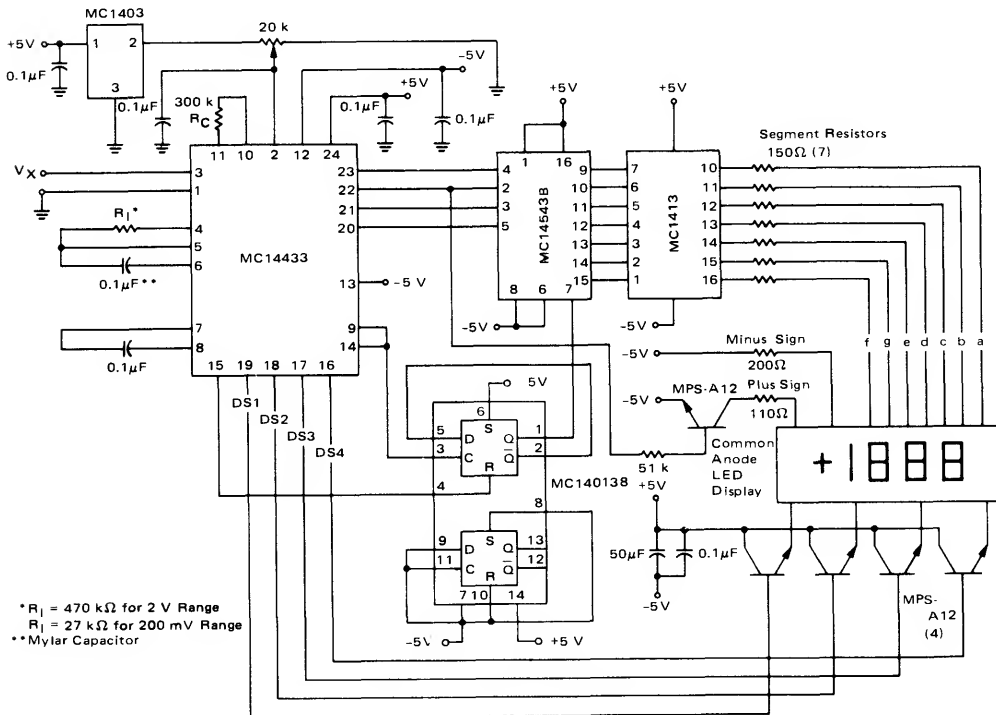 MC1403
+5V
1
2
3
0.1µF
20 k
0.1µF
300 k
RC
-5V
+5V
0.1µF
0.1µF
11 10 2 12 24
VX
3
1
RI*
4
5
6
0.1µF**
7
8
0.1µF
MC14433
23
22
21
20
13
-5 V
9
14
15 19 18 17 16
DS1
DS2
DS3
DS4
+5V
1 16
4
2
3
5
MC14543B
9
10
11
12
13
14
15
8 6 7
-5V
+5V
7
6
5
4
3
2
1
MC1413
10
11
12
13
14
15
16
-5V
Segment Resistors
150Ω (7)
f g e d c b a
Minus Sign
-5V
200Ω
MPS-A12
Plus Sign
-5V
110Ω
51 k
Common
Anode
LED
Display
+1888
5V
6
S
5 D Q 1
3 C Q 2
R
4
MC140138
8
S
9 D Q 13
11 C Q 12
R
7 10 14
-5V
+5 V
+5V
50µF
0.1µF
-5V
MPS-
A12
(4)
*RI = 470 kΩ for 2 V Range
RI = 27 kΩ for 200 mV Range
**Mylar Capacitor